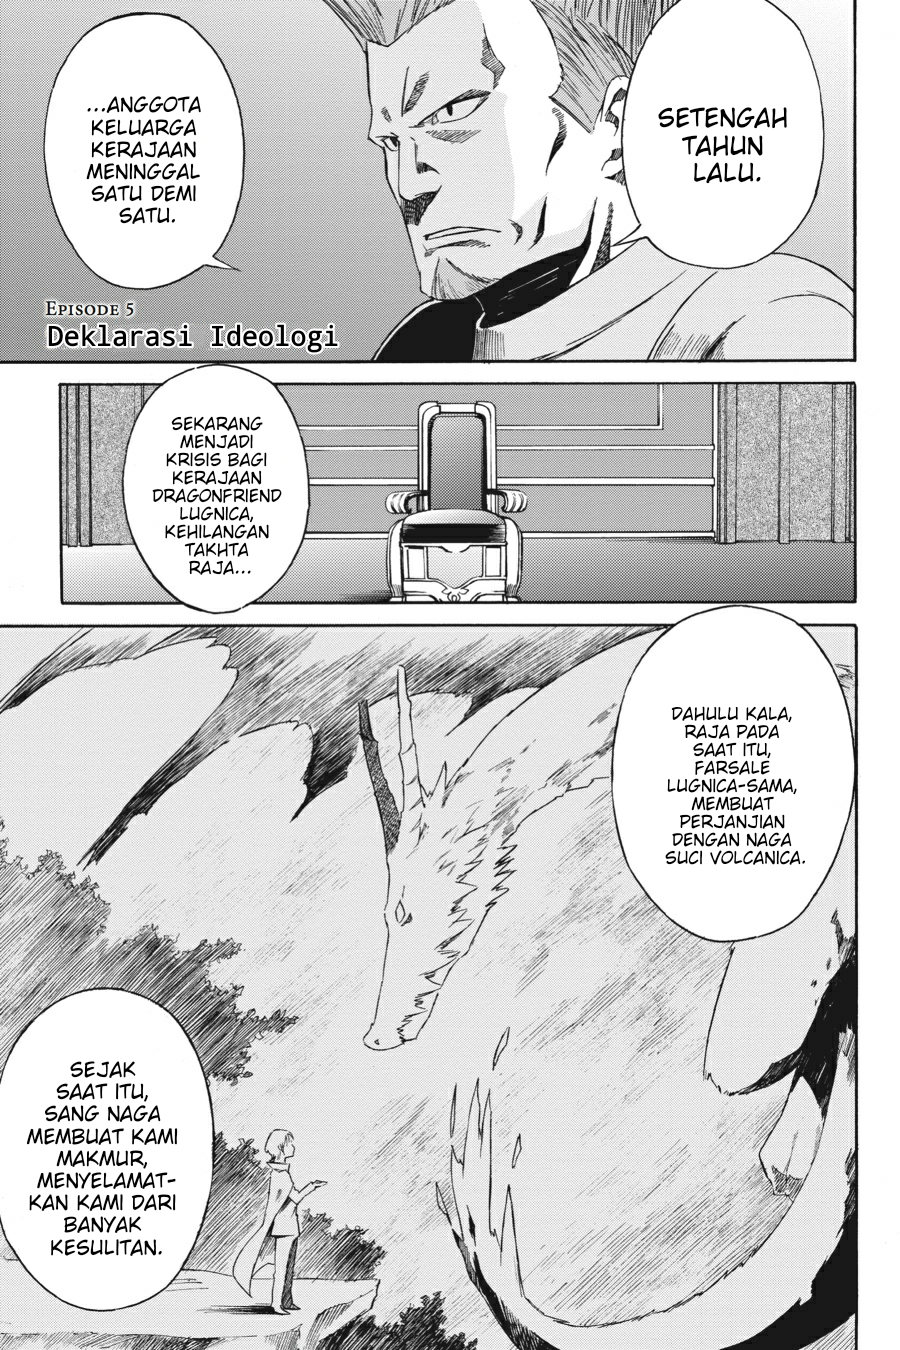 SETENGAH
TAHUN
LALU.
...ANGGOTA
KELUARGA
KERAJAAN
MENINGGAL
SATU DEMI
SATU.
EPISODE 5
Deklarasi Ideologi
SEKARANG
MENJADI
KRISIS BAGI
KERAJAAN
DRAGONFRIEND
LUGNICA,
KEHILANGAN
TAKHTA
RAJA...
DAHULU KALA,
RAJA PADA
SAAT ITU,
FARSALE
LUGNICA-SAMA,
MEMBUAT
PERJANJIAN
DENGAN NAGA
SUCI VOLCANICA.
SEJAK
SAAT ITU,
SANG NAGA
MEMBUAT KAMI
MAKMUR,
MENYELAMAT-
KAN KAMI DARI
BANYAK
KESULITAN.